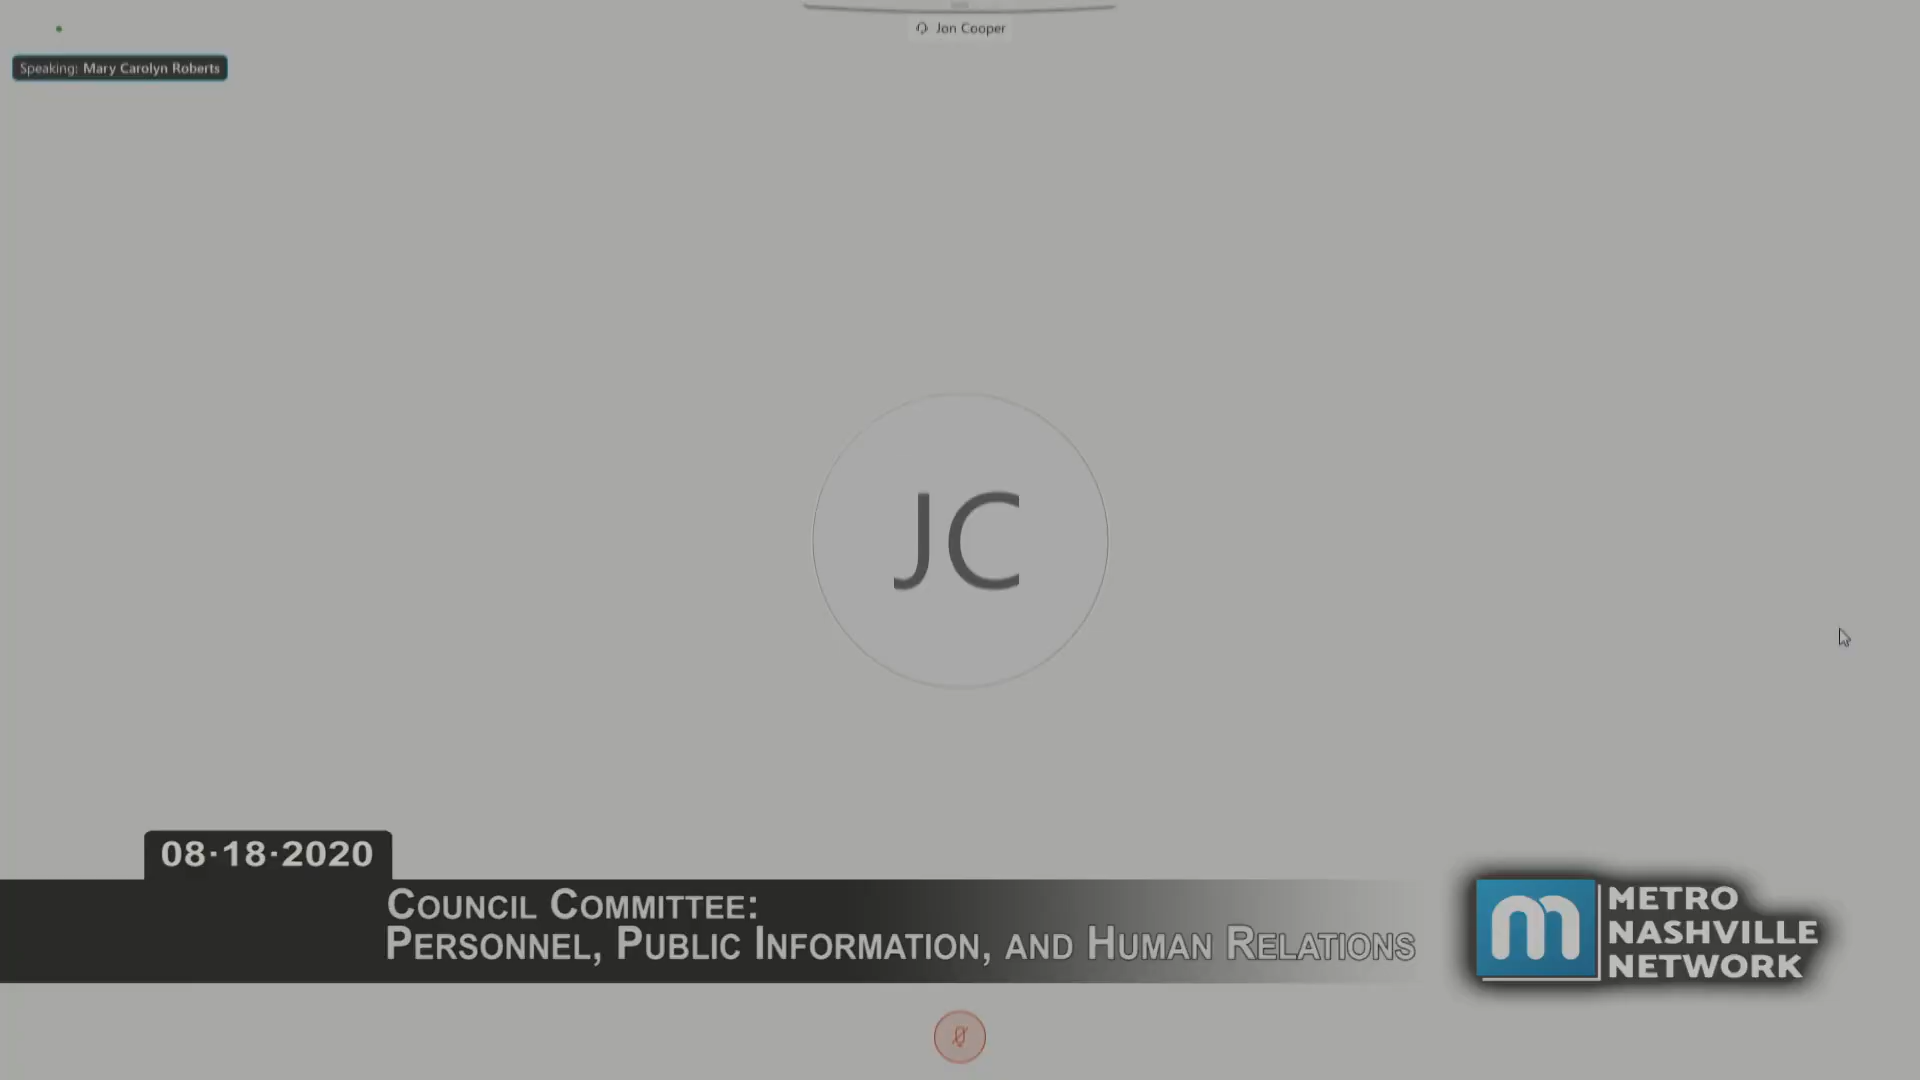 Jon Cooper
Speaking: Mary Carolyn Roberts
JC
08·18·2020
COUNCIL COMMITTEE:
PERSONNEL, PUBLIC INFORMATION, AND HUMAN RELATIONS
m
METRO
NASHVILLE
NETWORK